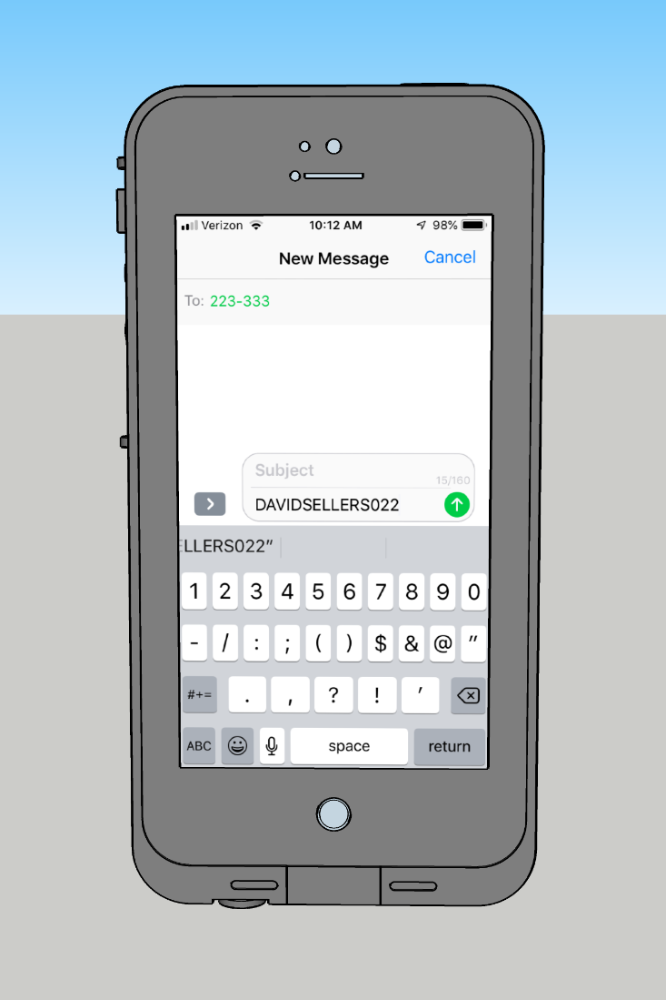 Verizon 10:12 AM 98%
New Message Cancel
To: 223-333
Subject
15/160
DAVIDSELLERS022
ELLERS022"
1 2 3 4 5 6 7 8 9 0
- / : ; ( ) $ & @ "
#+= . , ? ! '
ABC space return